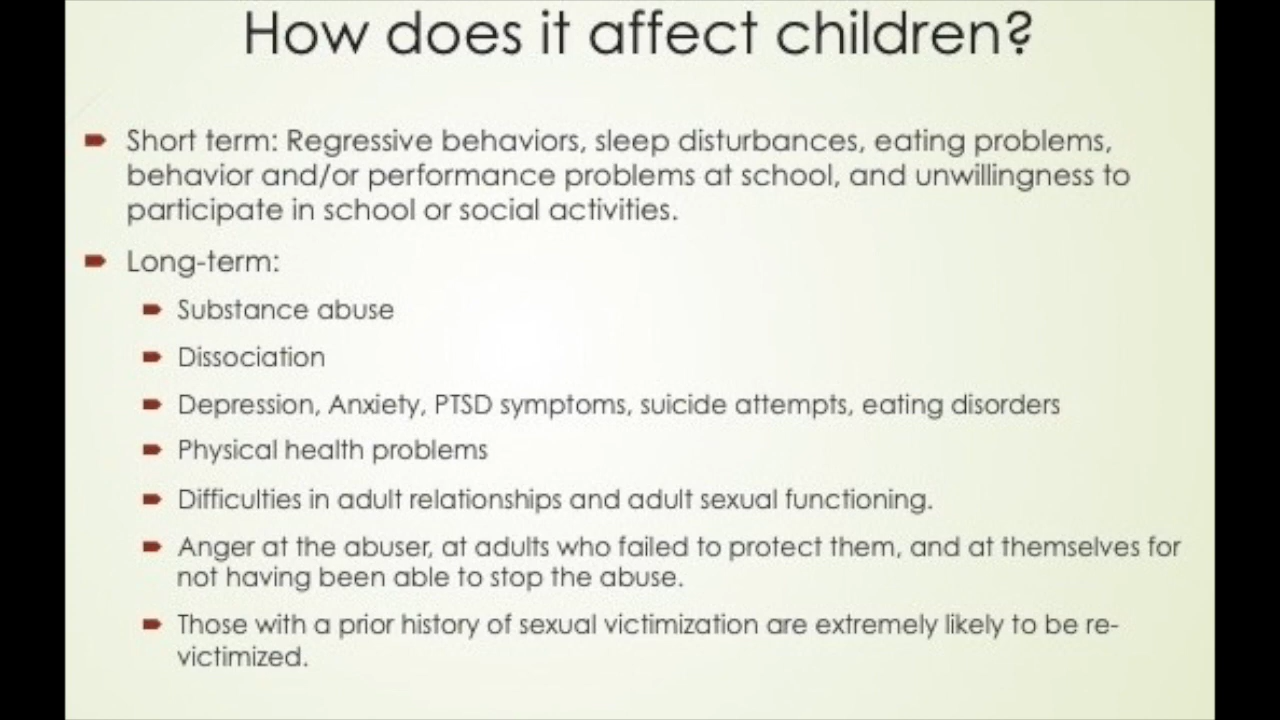 How does it affect children?
Short term: Regressive behaviors, sleep disturbances, eating problems,
behavior and/or performance problems at school, and unwillingness to
participate in school or social activities.
Long-term:
Substance abuse
Dissociation
Depression, Anxiety, PTSD symptoms, suicide attempts, eating disorders
Physical health problems
Difficulties in adult relationships and adult sexual functioning.
Anger at the abuser, at adults who failed to protect them, and at themselves for
not having been able to stop the abuse.
Those with a prior history of sexual victimization are extremely likely to be re-
victimized.